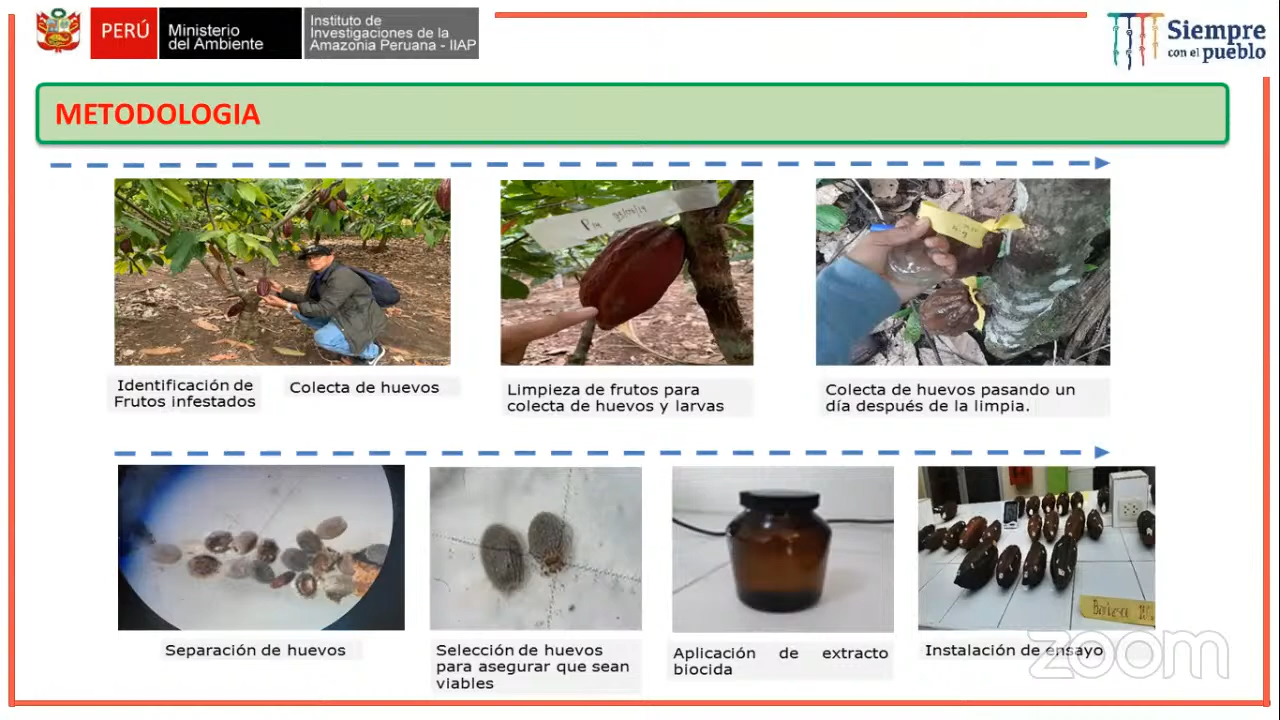 PERÚ
Ministerio
del Ambiente
Instituto de
Investigaciones de la
Amazonia Peruana - IIAP
Siempre
con el pueblo
METODOLOGIA
Identificación de
Frutos infestados
Colecta de huevos
Limpieza de frutos para
colecta de huevos y larvas
Colecta de huevos pasando un
día después de la limpia.
Separación de huevos
Selección de huevos
para asegurar que sean
viables
Aplicación de extracto
biocida
Barbasco
Instalación de ensayo
zoom